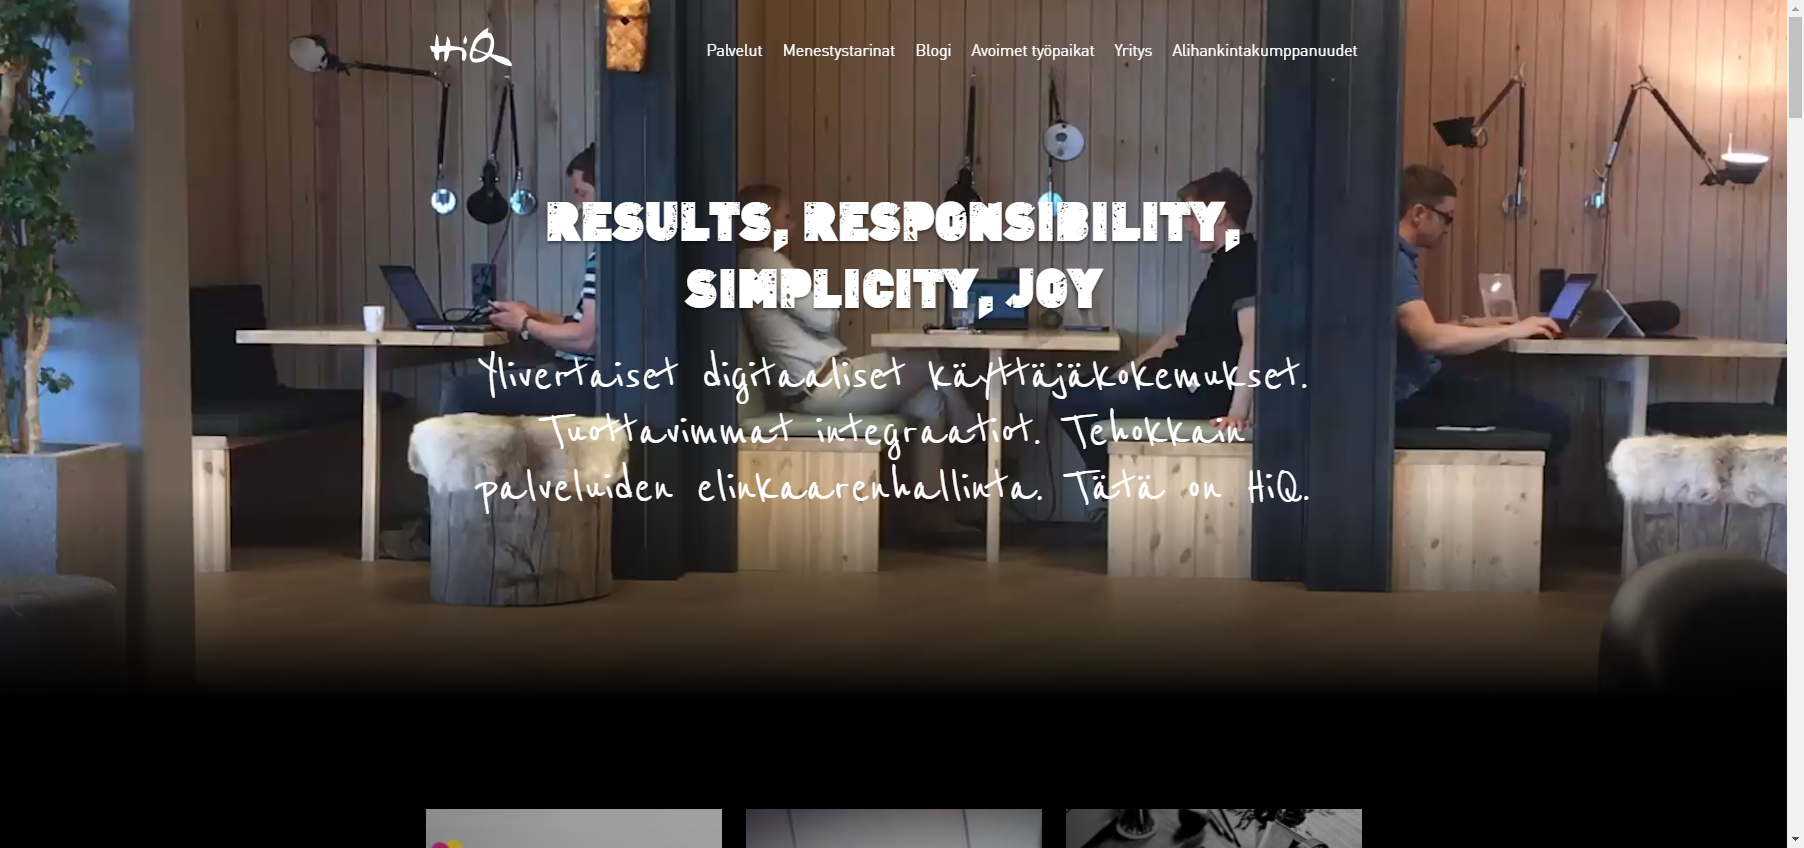 HiQ
Palvelut Menestystarinat Blogi Avoimet työpaikat Yritys Alihankintakumppanuudet
RESULTS, RESPONSIBILITY,
SIMPLICITY, JOY
Ylivertaiset digitaaliset käyttäjäkokemukset.
Tuottavimmat integraatiot. Tehokkain
palveluiden elinkaarenhallinta. Tätä on HiQ.